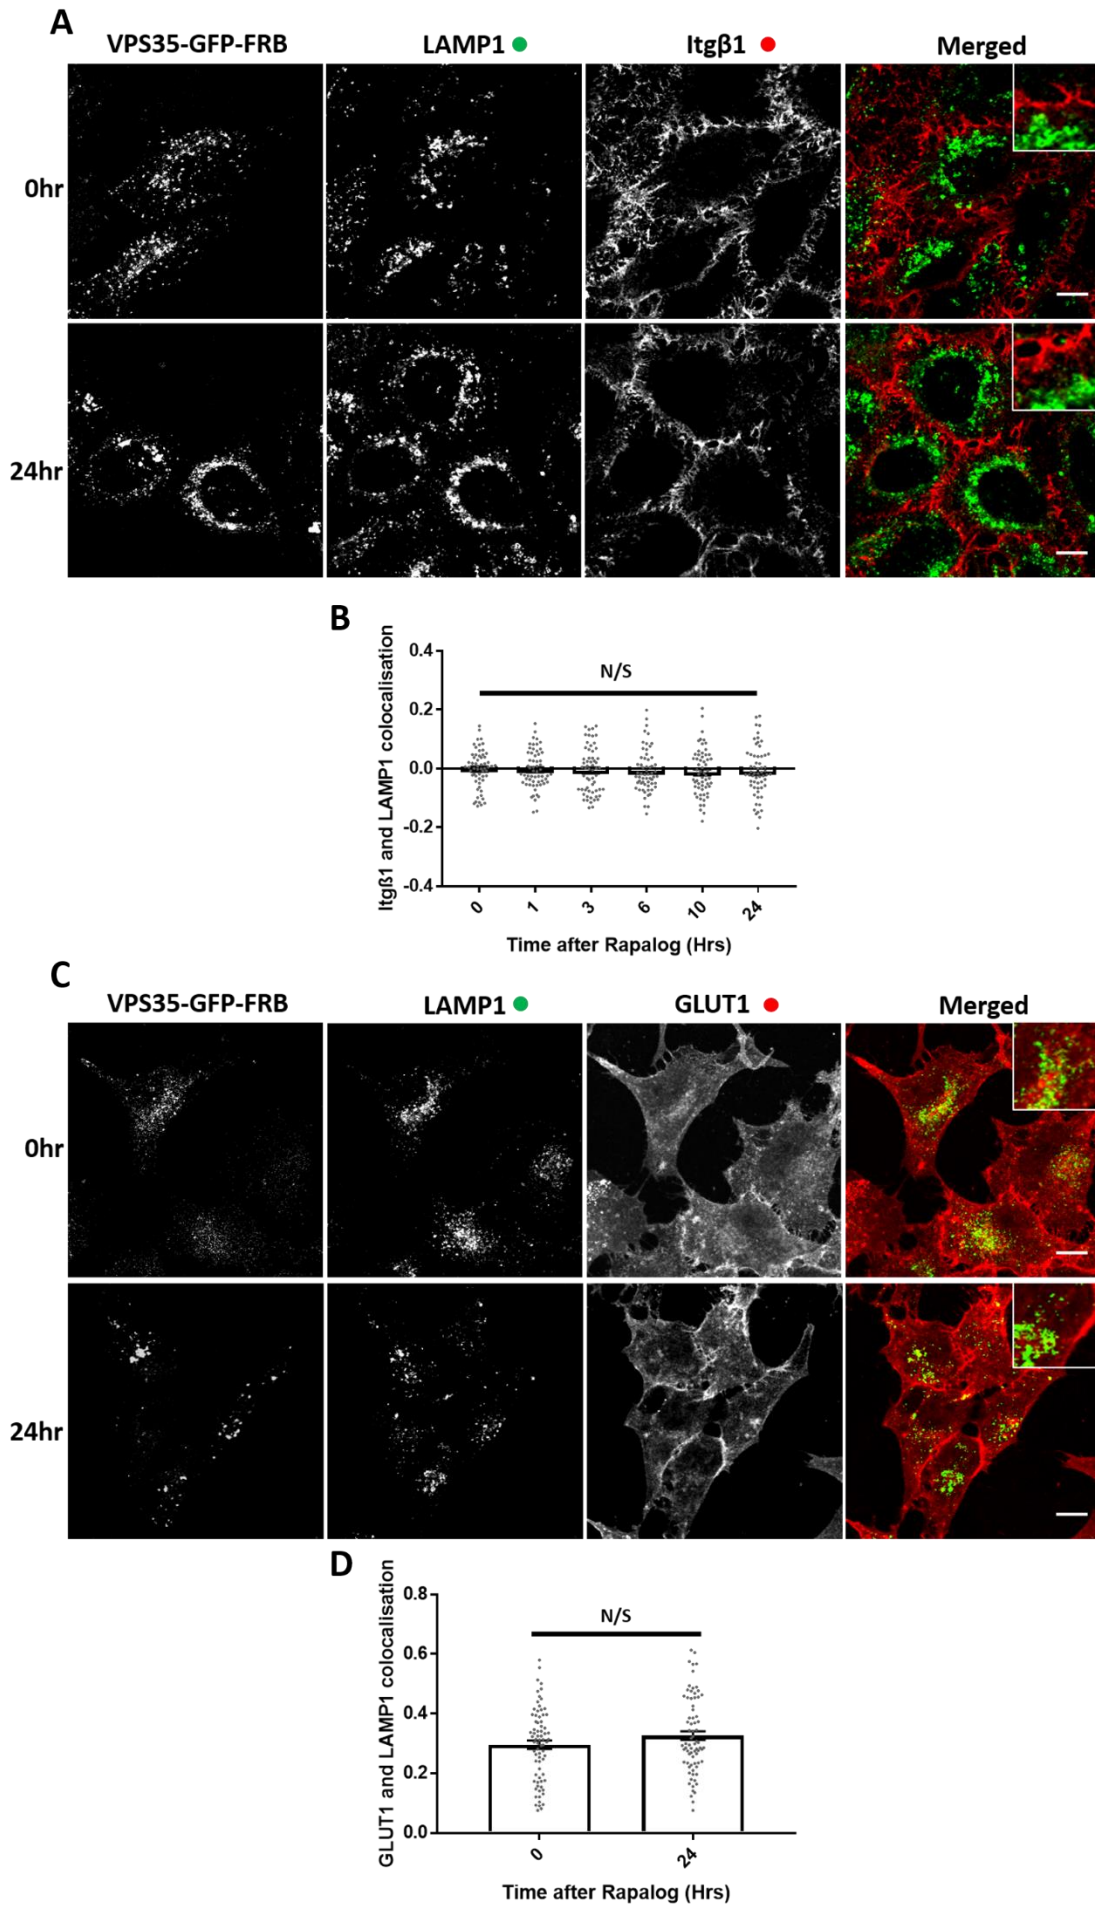 A
VPS35-GFP-FRB LAMP1 Itgβ1 Merged
0hr
24hr
B
Itgß1 and LAMP1 colocalisation
0.4
N/S
0.2
0.0
-0.2
-0.4
0 1 3 6 10 24
Time after Rapalog (Hrs)
C
VPS35-GFP-FRB LAMP1 GLUT1 Merged
0hr
24hr
D
GLUT1 and LAMP1 colocalisation
0.8
N/S
0.6
0.4
0.2
0.0
0 24
Time after Rapalog (Hrs)